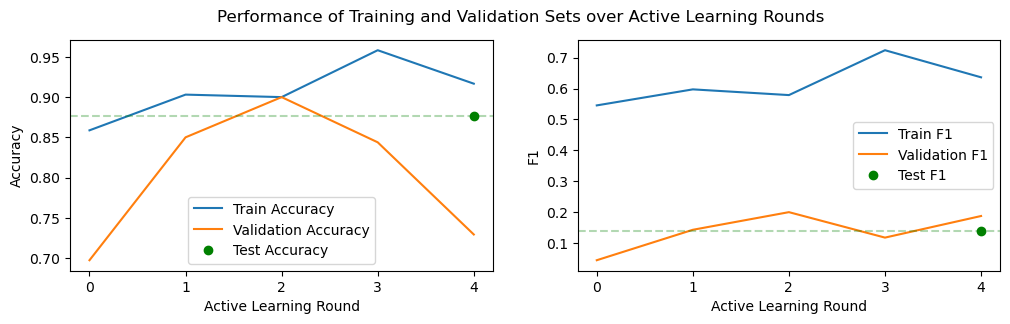 Performance of Training and Validation Sets over Active Learning Rounds
Accuracy
0.95
0.90
0.85
0.80
0.75
0.70
Train Accuracy
Validation Accuracy
Test Accuracy
0 1 2 3 4
Active Learning Round
F1
0.7
0.6
0.5
0.4
0.3
0.2
0.1
Train F1
Validation F1
Test F1
0 1 2 3 4
Active Learning Round